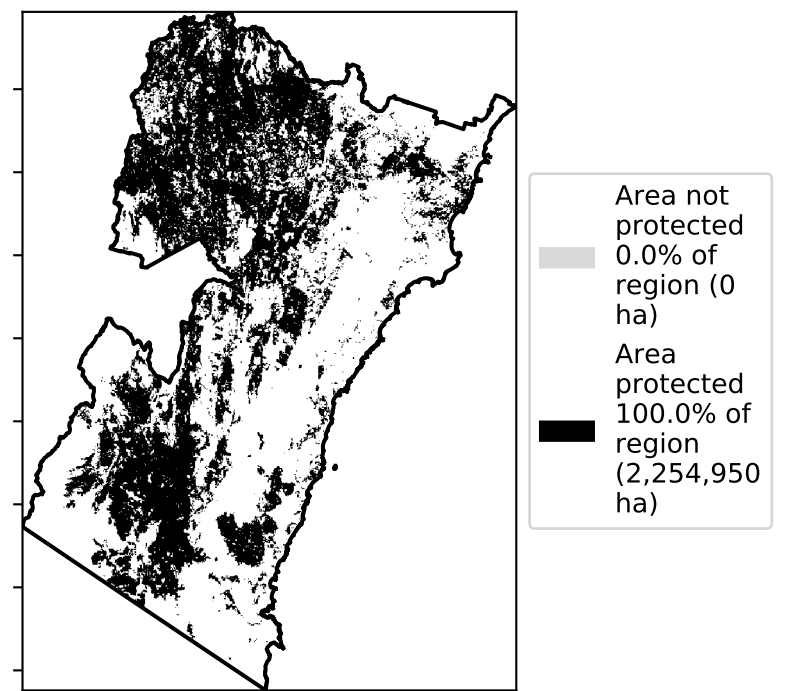 Area not
protected
0.0% of
region (0
ha)
Area
protected
100.0% of
region
(2,254,950
ha)